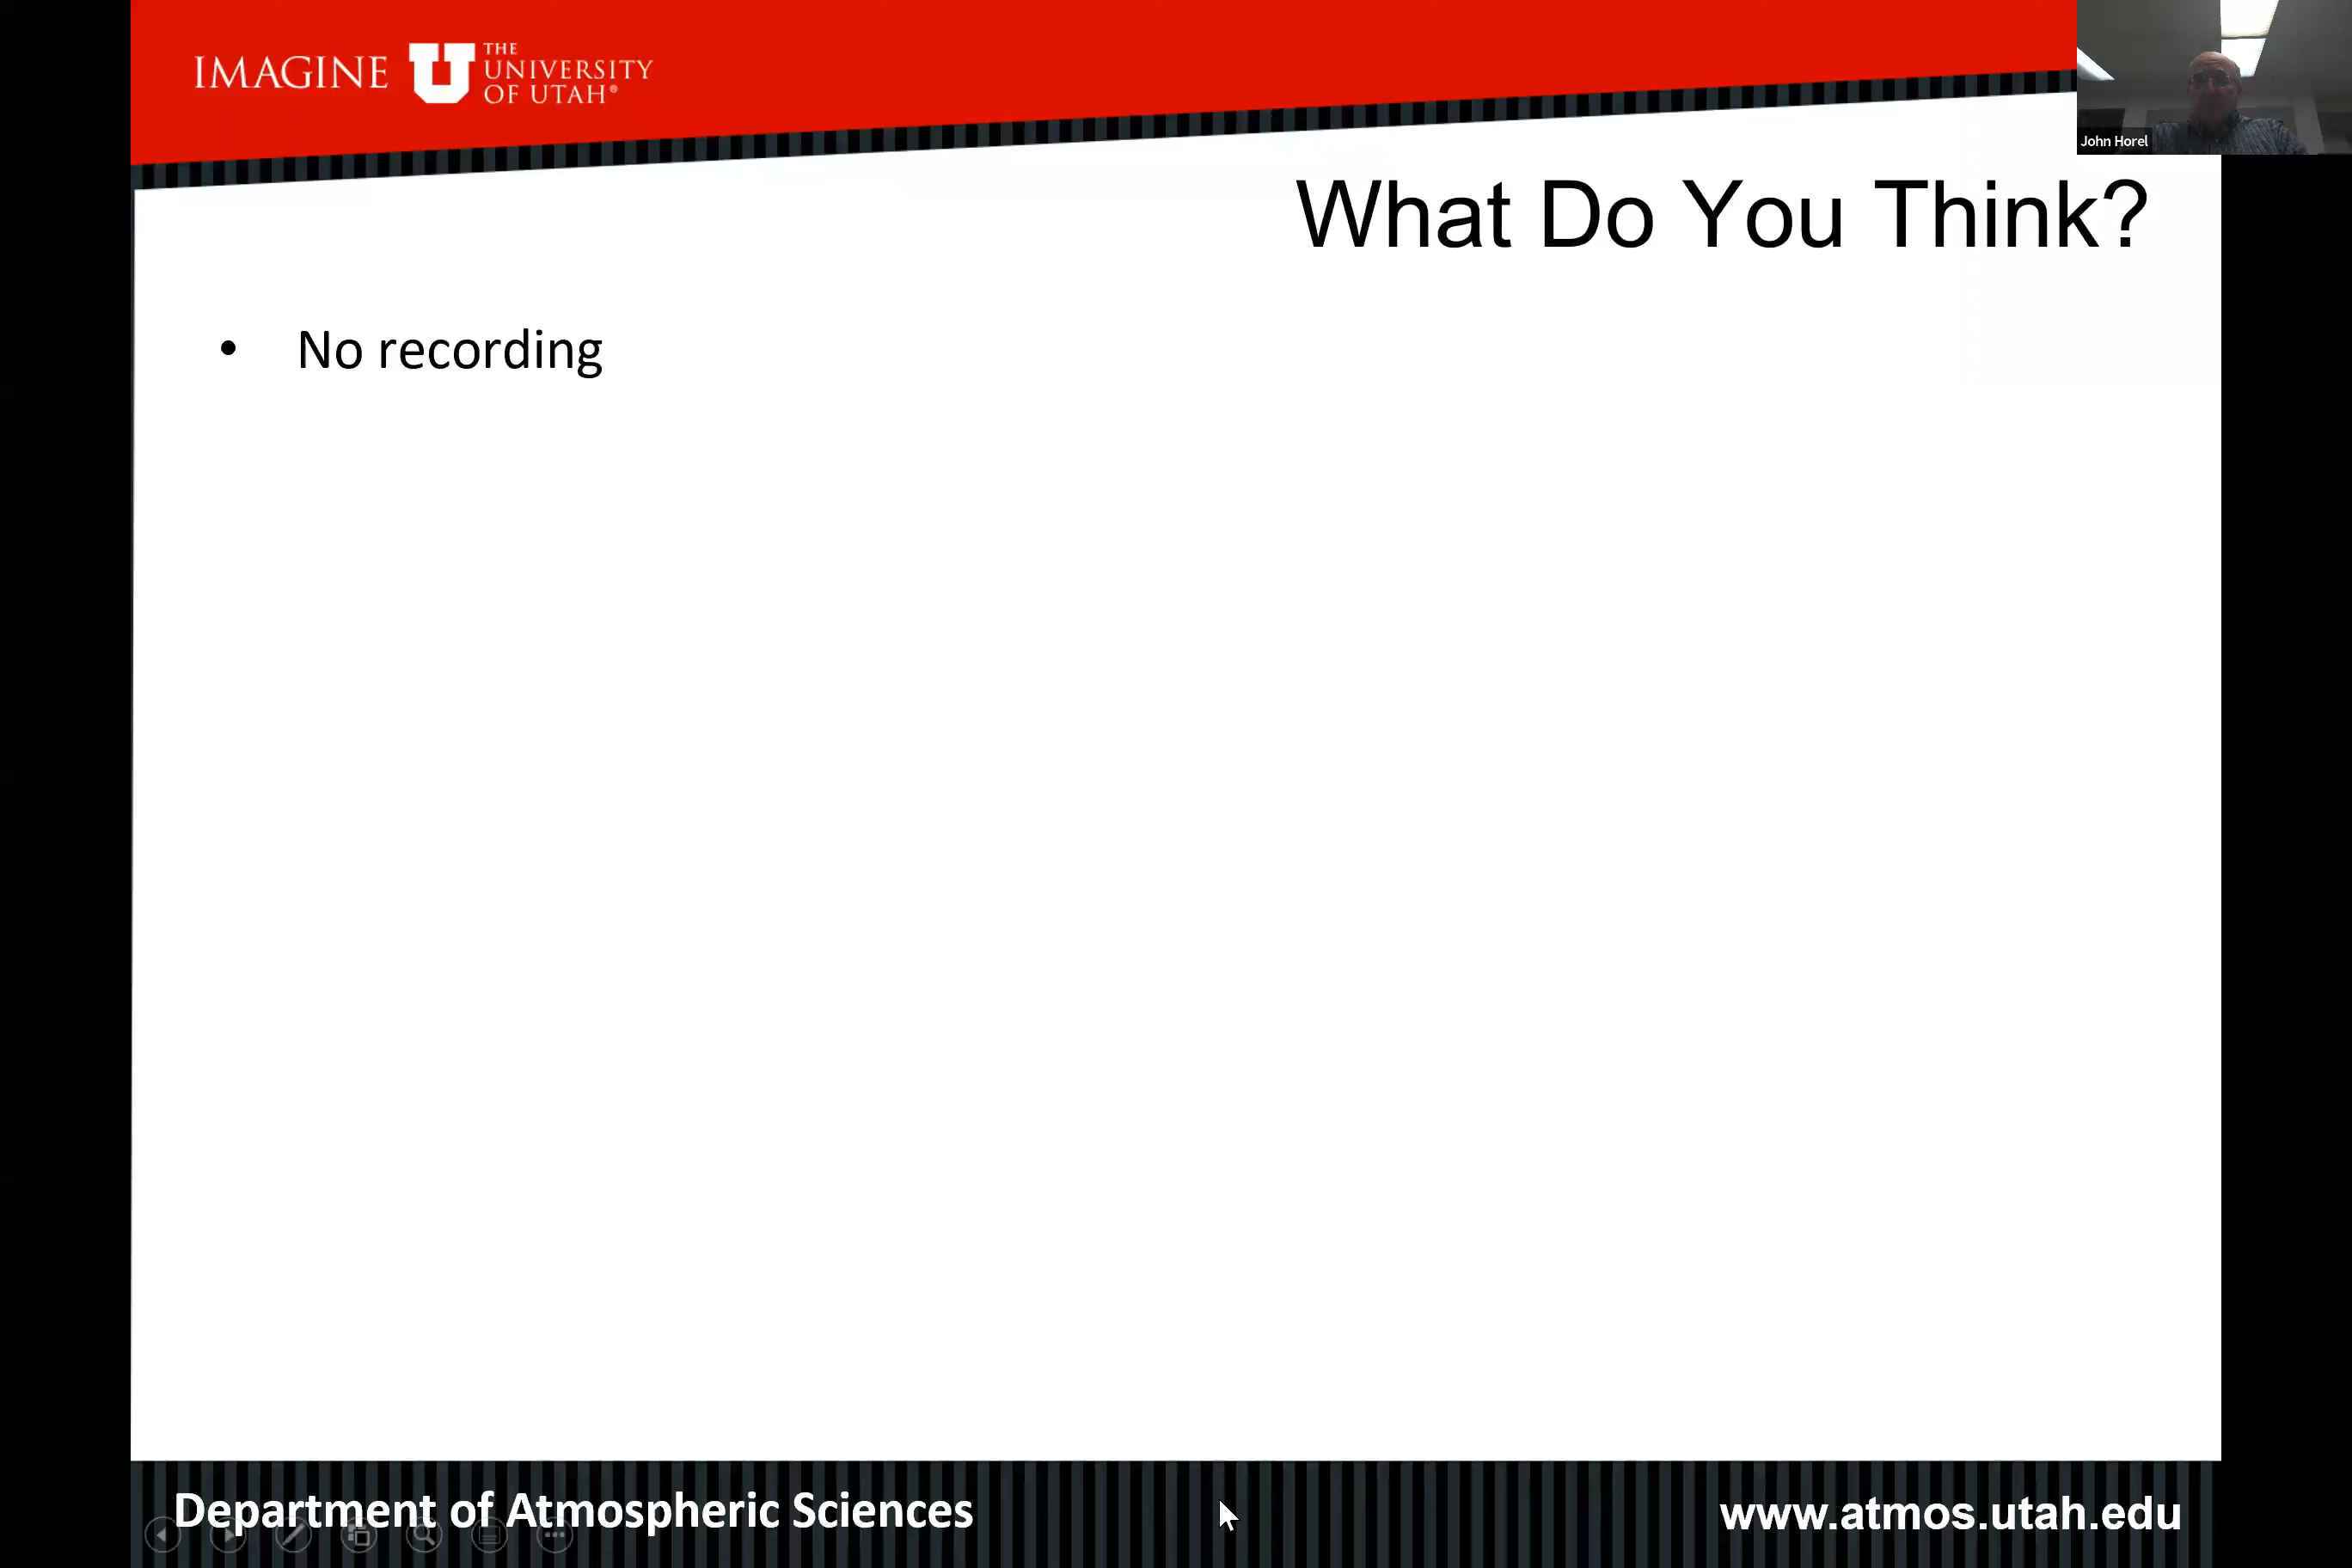 IMAGINE
THE
UNIVERSITY
OF UTAH®
John Horel
What Do You Think?
• No recording
Department of Atmospheric Sciences
www.atmos.utah.edu